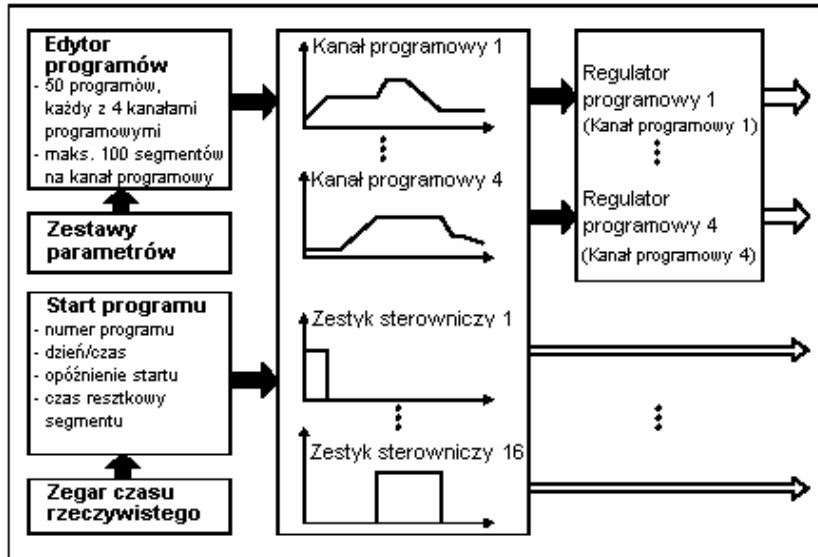 Edytor
programów
- 50 programów,
każdy z 4 kanałami
programowymi
- maks. 100 segmentów
na kanał programowy
Zestawy
parametrów
Start programu
- numer programu
- dzień/czas
- opóźnienie startu
- czas resztkowy
segmentu
Zegar czasu
rzeczywistego
Kanał programowy 1
Kanał programowy 4
Zestyk sterowniczy 1
Zestyk sterowniczy 16
Regulator
programowy 1
(Kanał programowy 1)
Regulator
programowy 4
(Kanał programowy 4)